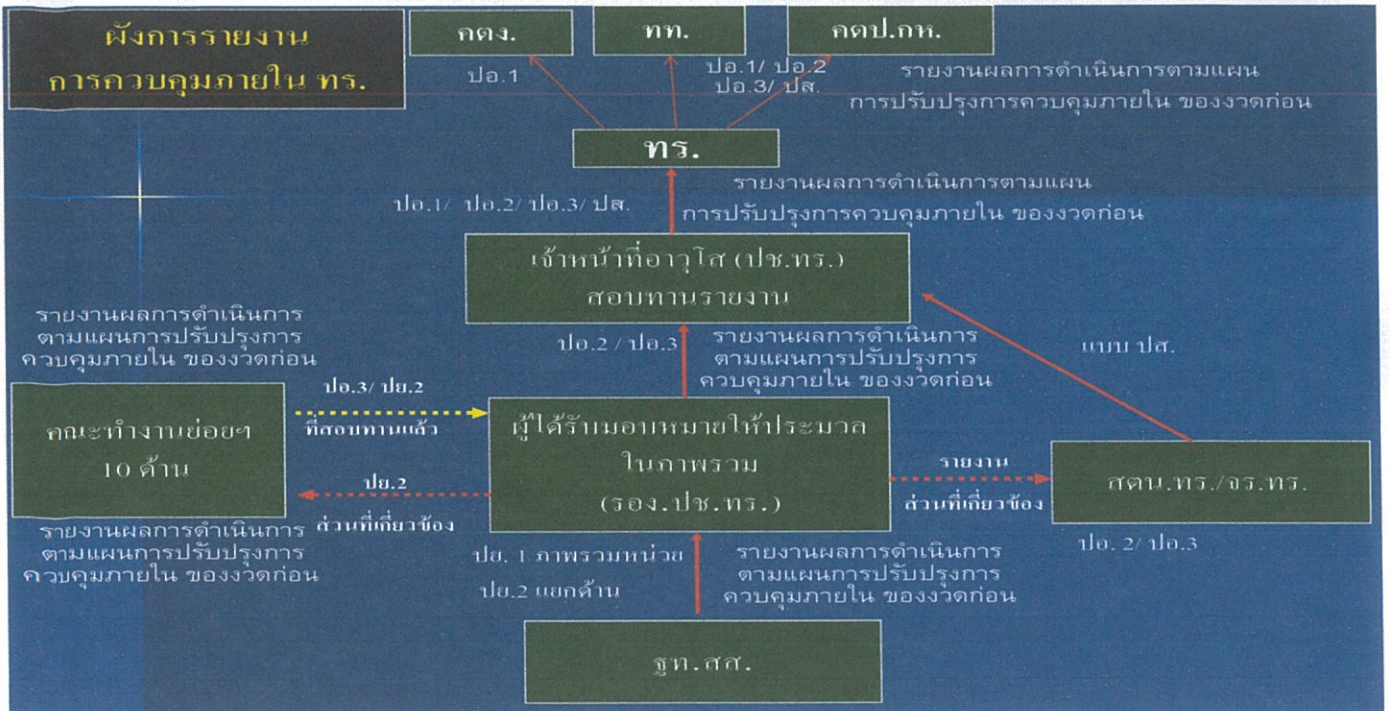 ผังการรายงาน
การควบคุมภายใน ทร.
คตง.
ทท.
คตป.กห.
ปอ.1
ปอ.1/ ปอ.2
ปอ.3/ ปส.
รายงานผลการดำเนินการตามแผน
การปรับปรุงการควบคุมภายใน ของงวดก่อน
ทร.
ปอ.1/ ปอ.2/ ปอ.3/ ปส.
รายงานผลการดำเนินการตามแผน
การปรับปรุงการควบคุมภายใน ของงวดก่อน
เจ้าหน้าที่อาวุโส (ปช.ทร.)
สอบทานรายงาน
รายงานผลการดำเนินการ
ตามแผนการปรับปรุงการ
ควบคุมภายใน ของงวดก่อน
ปอ.2 / ปอ.3
รายงานผลการดำเนินการ
ตามแผนการปรับปรุงการ
ควบคุมภายใน ของงวดก่อน
แบบ ปส.
คณะทำงานย่อยฯ
10 ด้าน
ปอ.3/ ปย.2
ที่สอบทานแล้ว
ปย.2
ส่วนที่เกี่ยวข้อง
ผู้ได้รับมอบหมายให้ประมวล
ในภาพรวม
(รอง.ปช.ทร.)
รายงาน
ส่วนที่เกี่ยวข้อง
สตน.ทร./จร.ทร.
รายงานผลการดำเนินการ
ตามแผนการปรับปรุงการ
ควบคุมภายใน ของงวดก่อน
ปย. 1 ภาพรวมหน่วย
ปย.2 แยกด้าน
รายงานผลการดำเนินการ
ตามแผนการปรับปรุงการ
ควบคุมภายใน ของงวดก่อน
ปอ. 2/ ปอ.3
ฐท.สส.